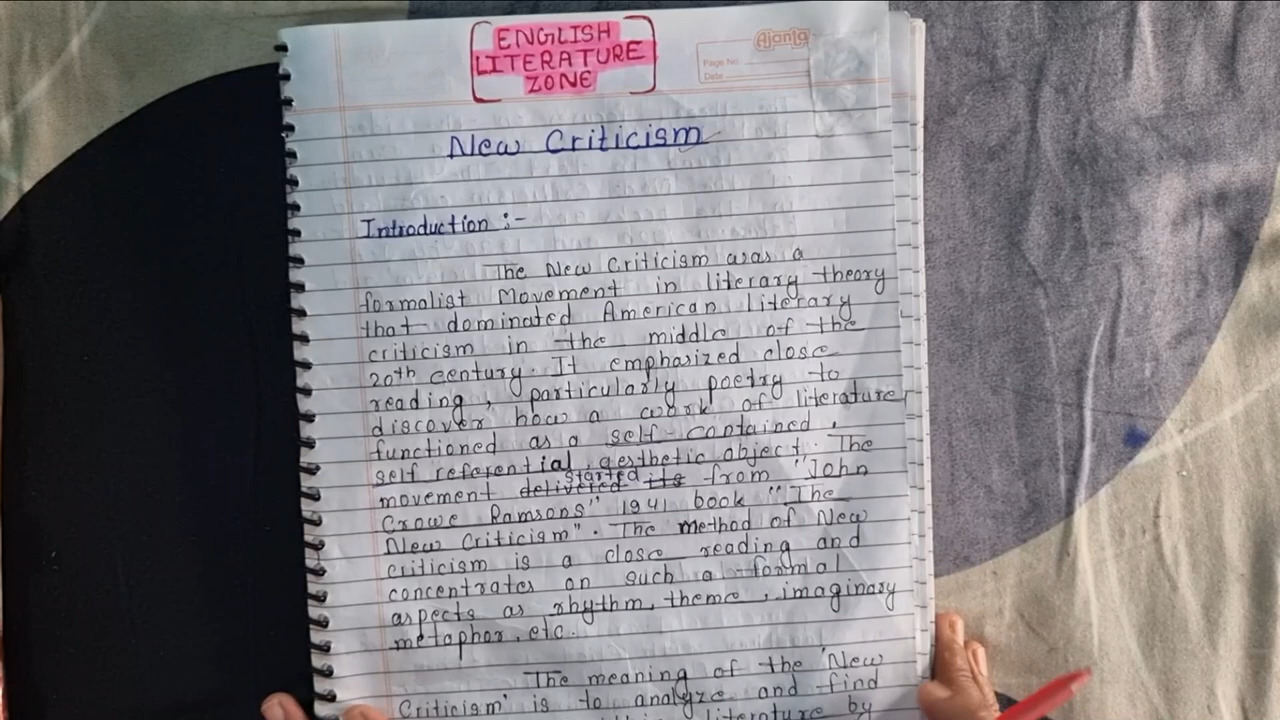 ENGLISH
LITERATURE
ZONE
Ajanta
Page No.
Date
New Criticism
Introduction :-
The New Criticism was a
formalist Movement in literary theory
that dominated American literary
criticism in the middle of the
20th century. It emphasized close
reading, particularly poetry to
discover how a work of literature
functioned as a self-contained,
self referential, aesthetic object. The
started
movement delivered its from "John
Crowe Ramsons" 1941 book "The
New Criticism". The method of New
criticism is a close reading and
concentrates on such a formal
aspects as rhythm, theme, imaginary
metaphor, etc.
The meaning of the 'New
Criticism' is to analyze and find
literature by